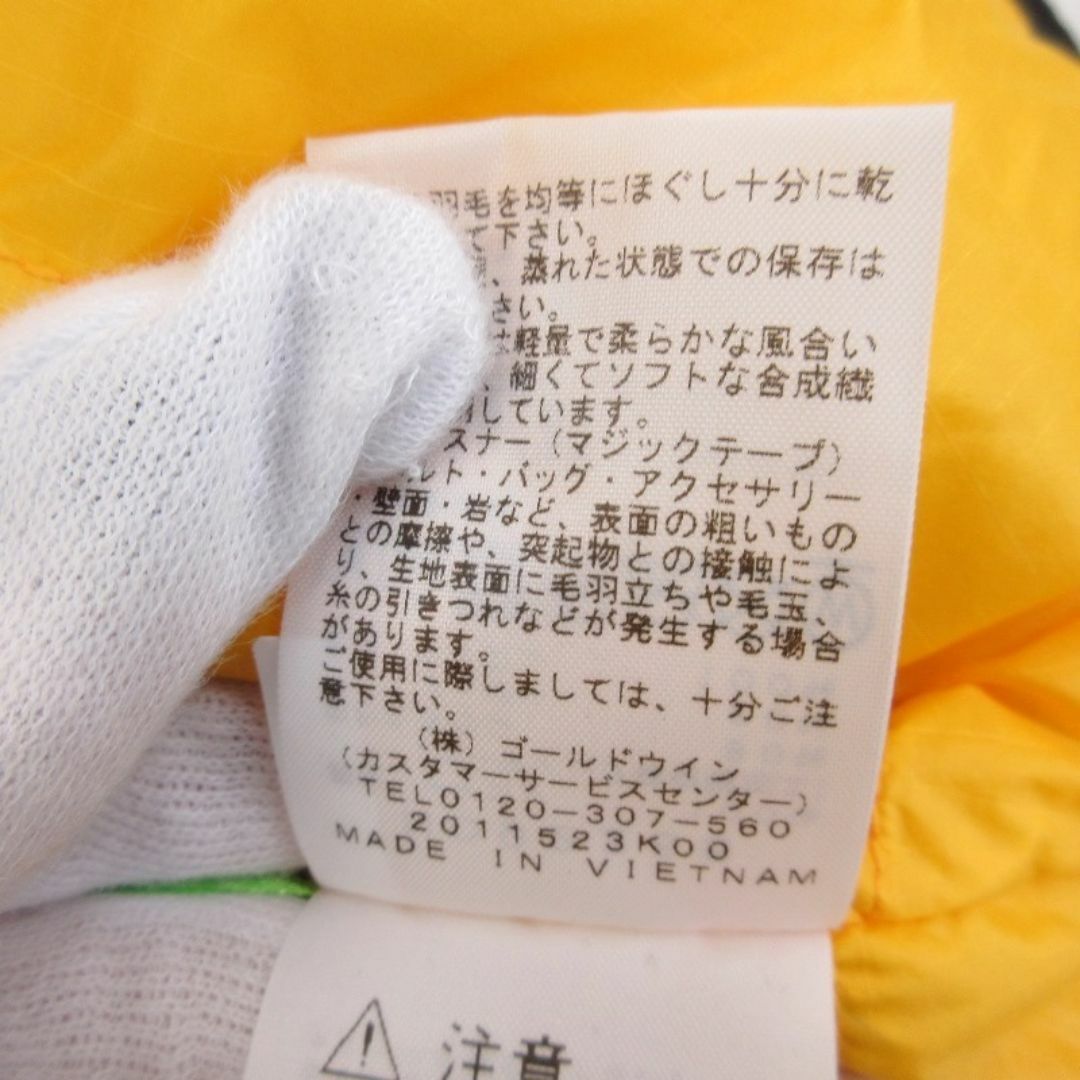 羽毛を均等にほぐし十分に乾
て下さい。
、蒸れた状態での保存は
さい。
は軽量で柔らかな風合い
、細くてソフトな合成繊
しています。
スナー（マジックテープ）
ルト・バッグ・アクセサリー
・壁面・岩など、表面の粗いもの
との摩擦や、突起物との接触によ
り、生地表面に毛羽立ちや毛玉、
糸の引きつれなどが発生する場合
があります。
ご使用に際しましては、十分ご注
意下さい。
（株）ゴールドウイン
（カスタマーサービスセンター）
TEL0120-307-560
2011523K00
MADE IN VIETNAM
注意